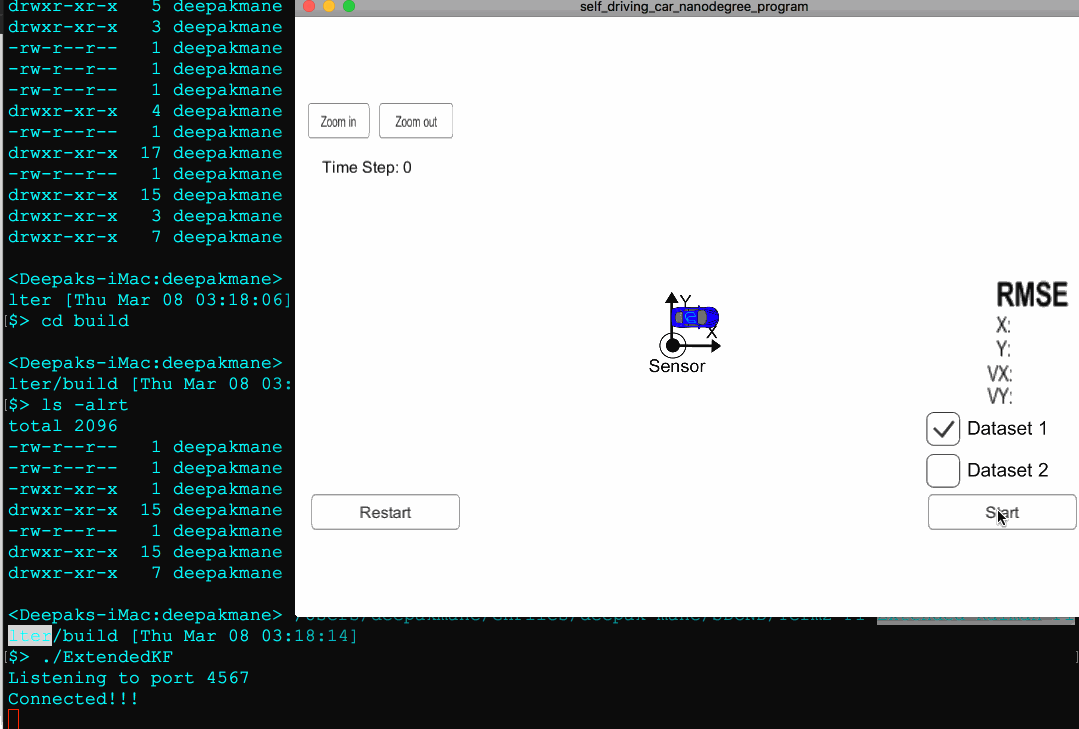 drwxr-xr-x 5 deepakmane
drwxr-xr-x 3 deepakmane
-rw-r--r-- 1 deepakmane
-rwxr--r-- 1 deepakmane
-rw-r--r-- 1 deepakmane
drwxr-xr-x 4 deepakmane
-rw-r--r-- 1 deepakmane
drwxr-xr-x 17 deepakmane
-rw-r--r-- 1 deepakmane
drwxr-xr-x 15 deepakmane
drwxr-xr-x 3 deepakmane
drwxr-xr-x 7 deepakmane
<Deepaks-iMac:deepakmane>
lter [Thu Mar 08 03:18:06]
[$> cd build
<Deepaks-iMac:deepakmane>
lter/build [Thu Mar 08 03:
[$> ls -alrt
total 2096
-rw-r--r-- 1 deepakmane
-rw-r--r-- 1 deepakmane
-rwxr-xr-x 1 deepakmane
drwxr-xr-x 15 deepakmane
-rw-r--r-- 1 deepakmane
drwxr-xr-x 15 deepakmane
drwxr-xr-x 7 deepakmane
<Deepaks-iMac:deepakmane>
lter/build [Thu Mar 08 03:18:14]
[$> ./ExtendedKF ]
Listening to port 4567
Connected!!!
self_driving_car_nanodegree_program
Zoom in Zoom out
Time Step: 0
Y
X
Sensor
RMSE
X:
Y:
VX:
VY:
Dataset 1
Dataset 2
Restart Start